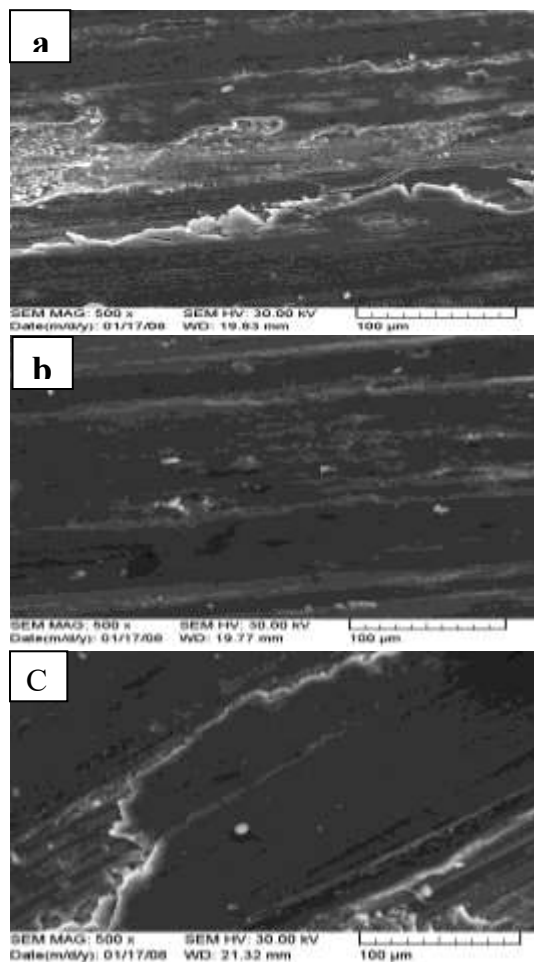 a
SEM MAG: 500 x SEM HV: 30.00 kV
Date(m/d/y): 01/17/08 WD: 19.83 mm 100 µm
b
SEM MAG: 500 x SEM HV: 30.00 kV
Date(m/d/y): 01/17/08 WD: 19.77 mm 100 µm
C
SEM MAG: 500 x SEM HV: 30.00 kV
Date(m/d/y): 01/17/08 WD: 21.32 mm 100 µm